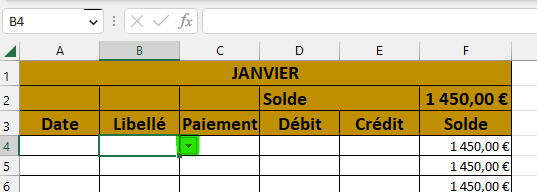 B4 fx
A B C D E F
1 JANVIER
2 Solde 1 450,00 €
3 Date Libellé Paiement Débit Crédit Solde
4 1 450,00 €
5 1 450,00 €
6 1 450,00 €